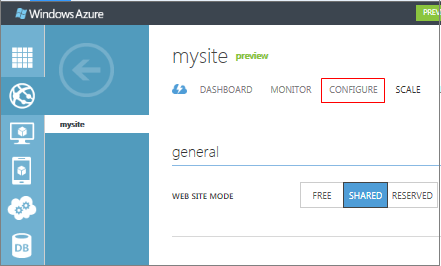 Windows Azure
PREV
mysite preview
DASHBOARD MONITOR CONFIGURE SCALE
mysite
general
WEB SITE MODE FREE SHARED RESERVED
DB